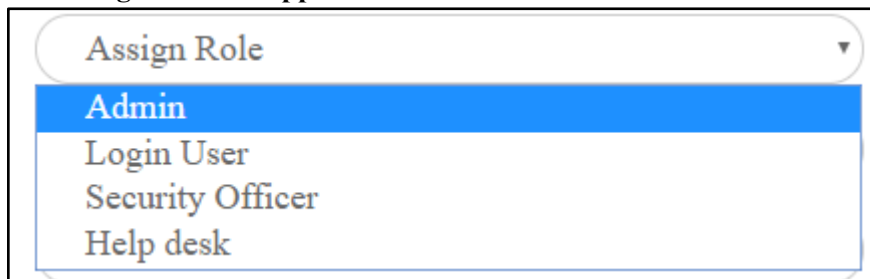 Assign Role
Admin
Login User
Security Officer
Help desk